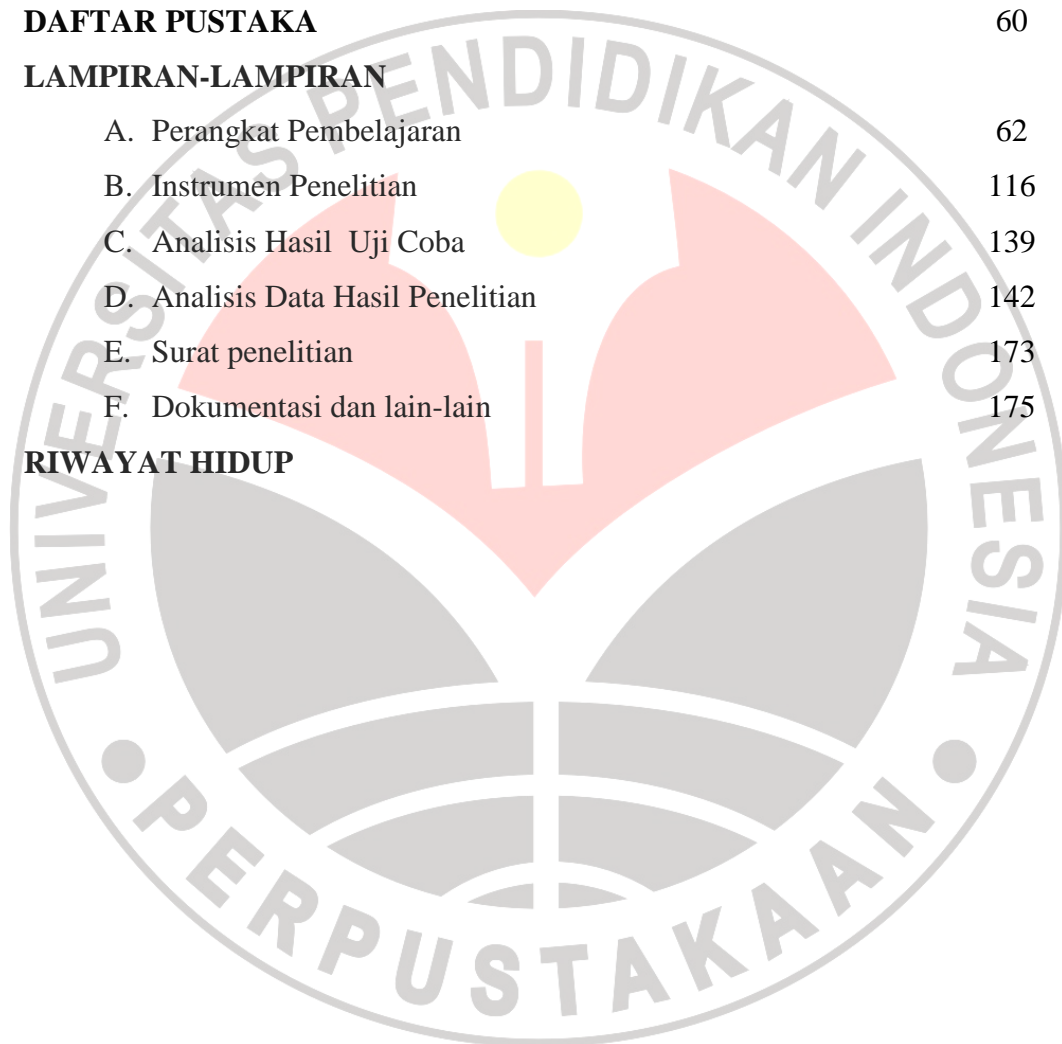 DAFTAR PUSTAKA 60
LAMPIRAN-LAMPIRAN
A. Perangkat Pembelajaran 62
B. Instrumen Penelitian 116
C. Analisis Hasil Uji Coba 139
D. Analisis Data Hasil Penelitian 142
E. Surat penelitian 173
F. Dokumentasi dan lain-lain 175
RIWAYAT HIDUP
UNIVERSITAS PENDIDIKAN INDONESIA
PERPUSTAKAAN